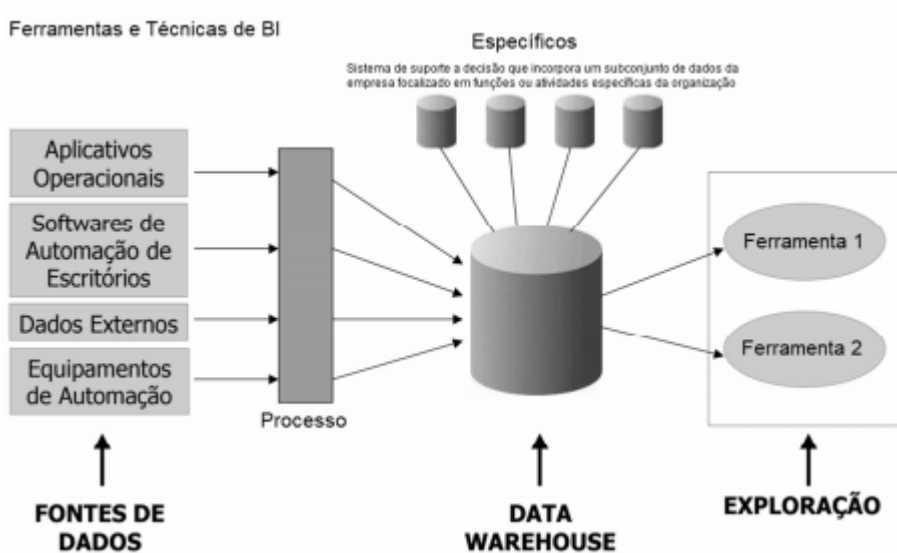 Ferramentas e Técnicas de BI
Específicos
Sistema de suporte a decisão que incorpora um subconjunto de dados da
empresa focalizado em funções ou atividades específicas da organização
Aplicativos
Operacionais
Softwares de
Automação de
Escritórios
Dados Externos
Equipamentos
de Automação
Processo
Ferramenta 1
Ferramenta 2
FONTES DE
DADOS
DATA
WAREHOUSE
EXPLORAÇÃO